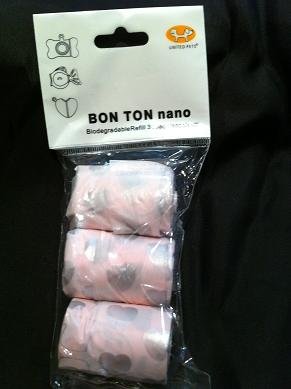 UNITED PETS
BON TON nano
Biodegradable Refill 3